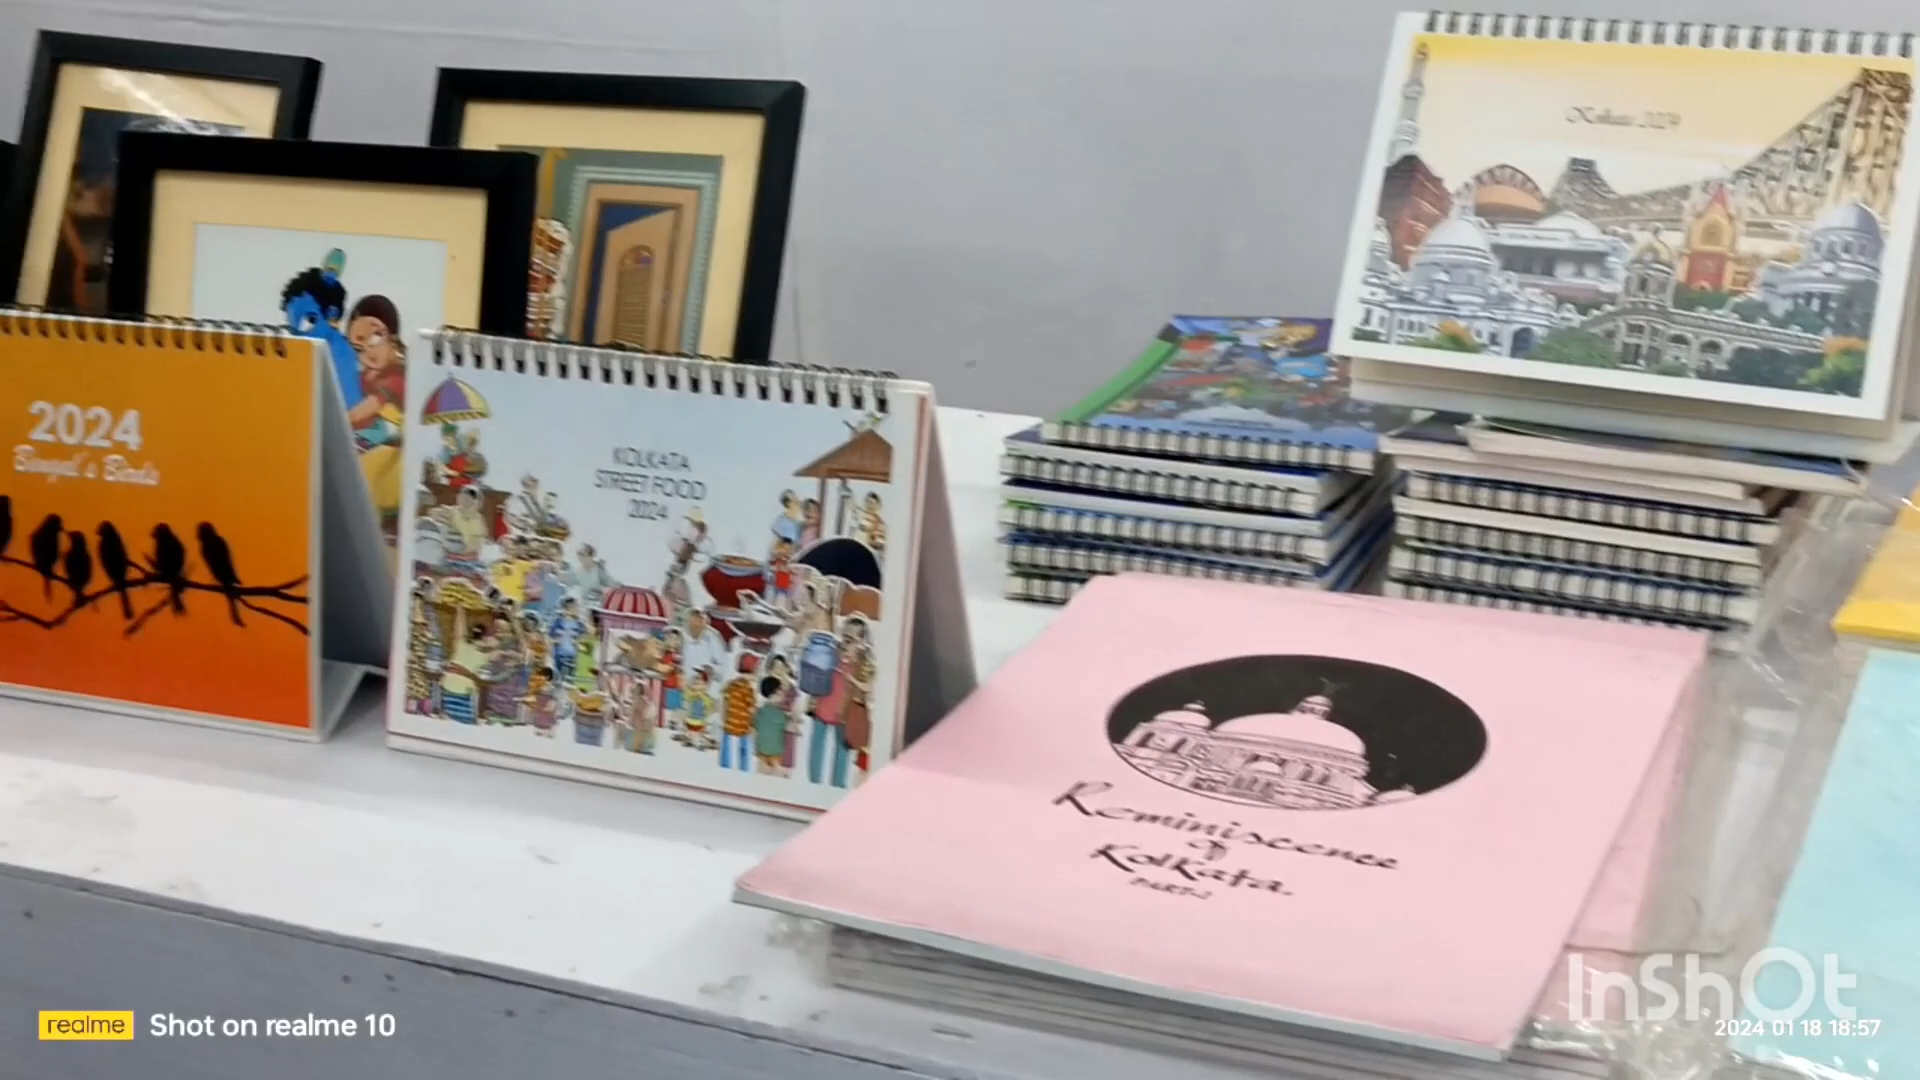 Kolkata 2024
2024
Bengal's Birds
KOLKATA
STREET FOOD
2024
Reminiscence
of
Kolkata.
PART-2
InShOt
realme Shot on realme 10
2024 01 18 18:57